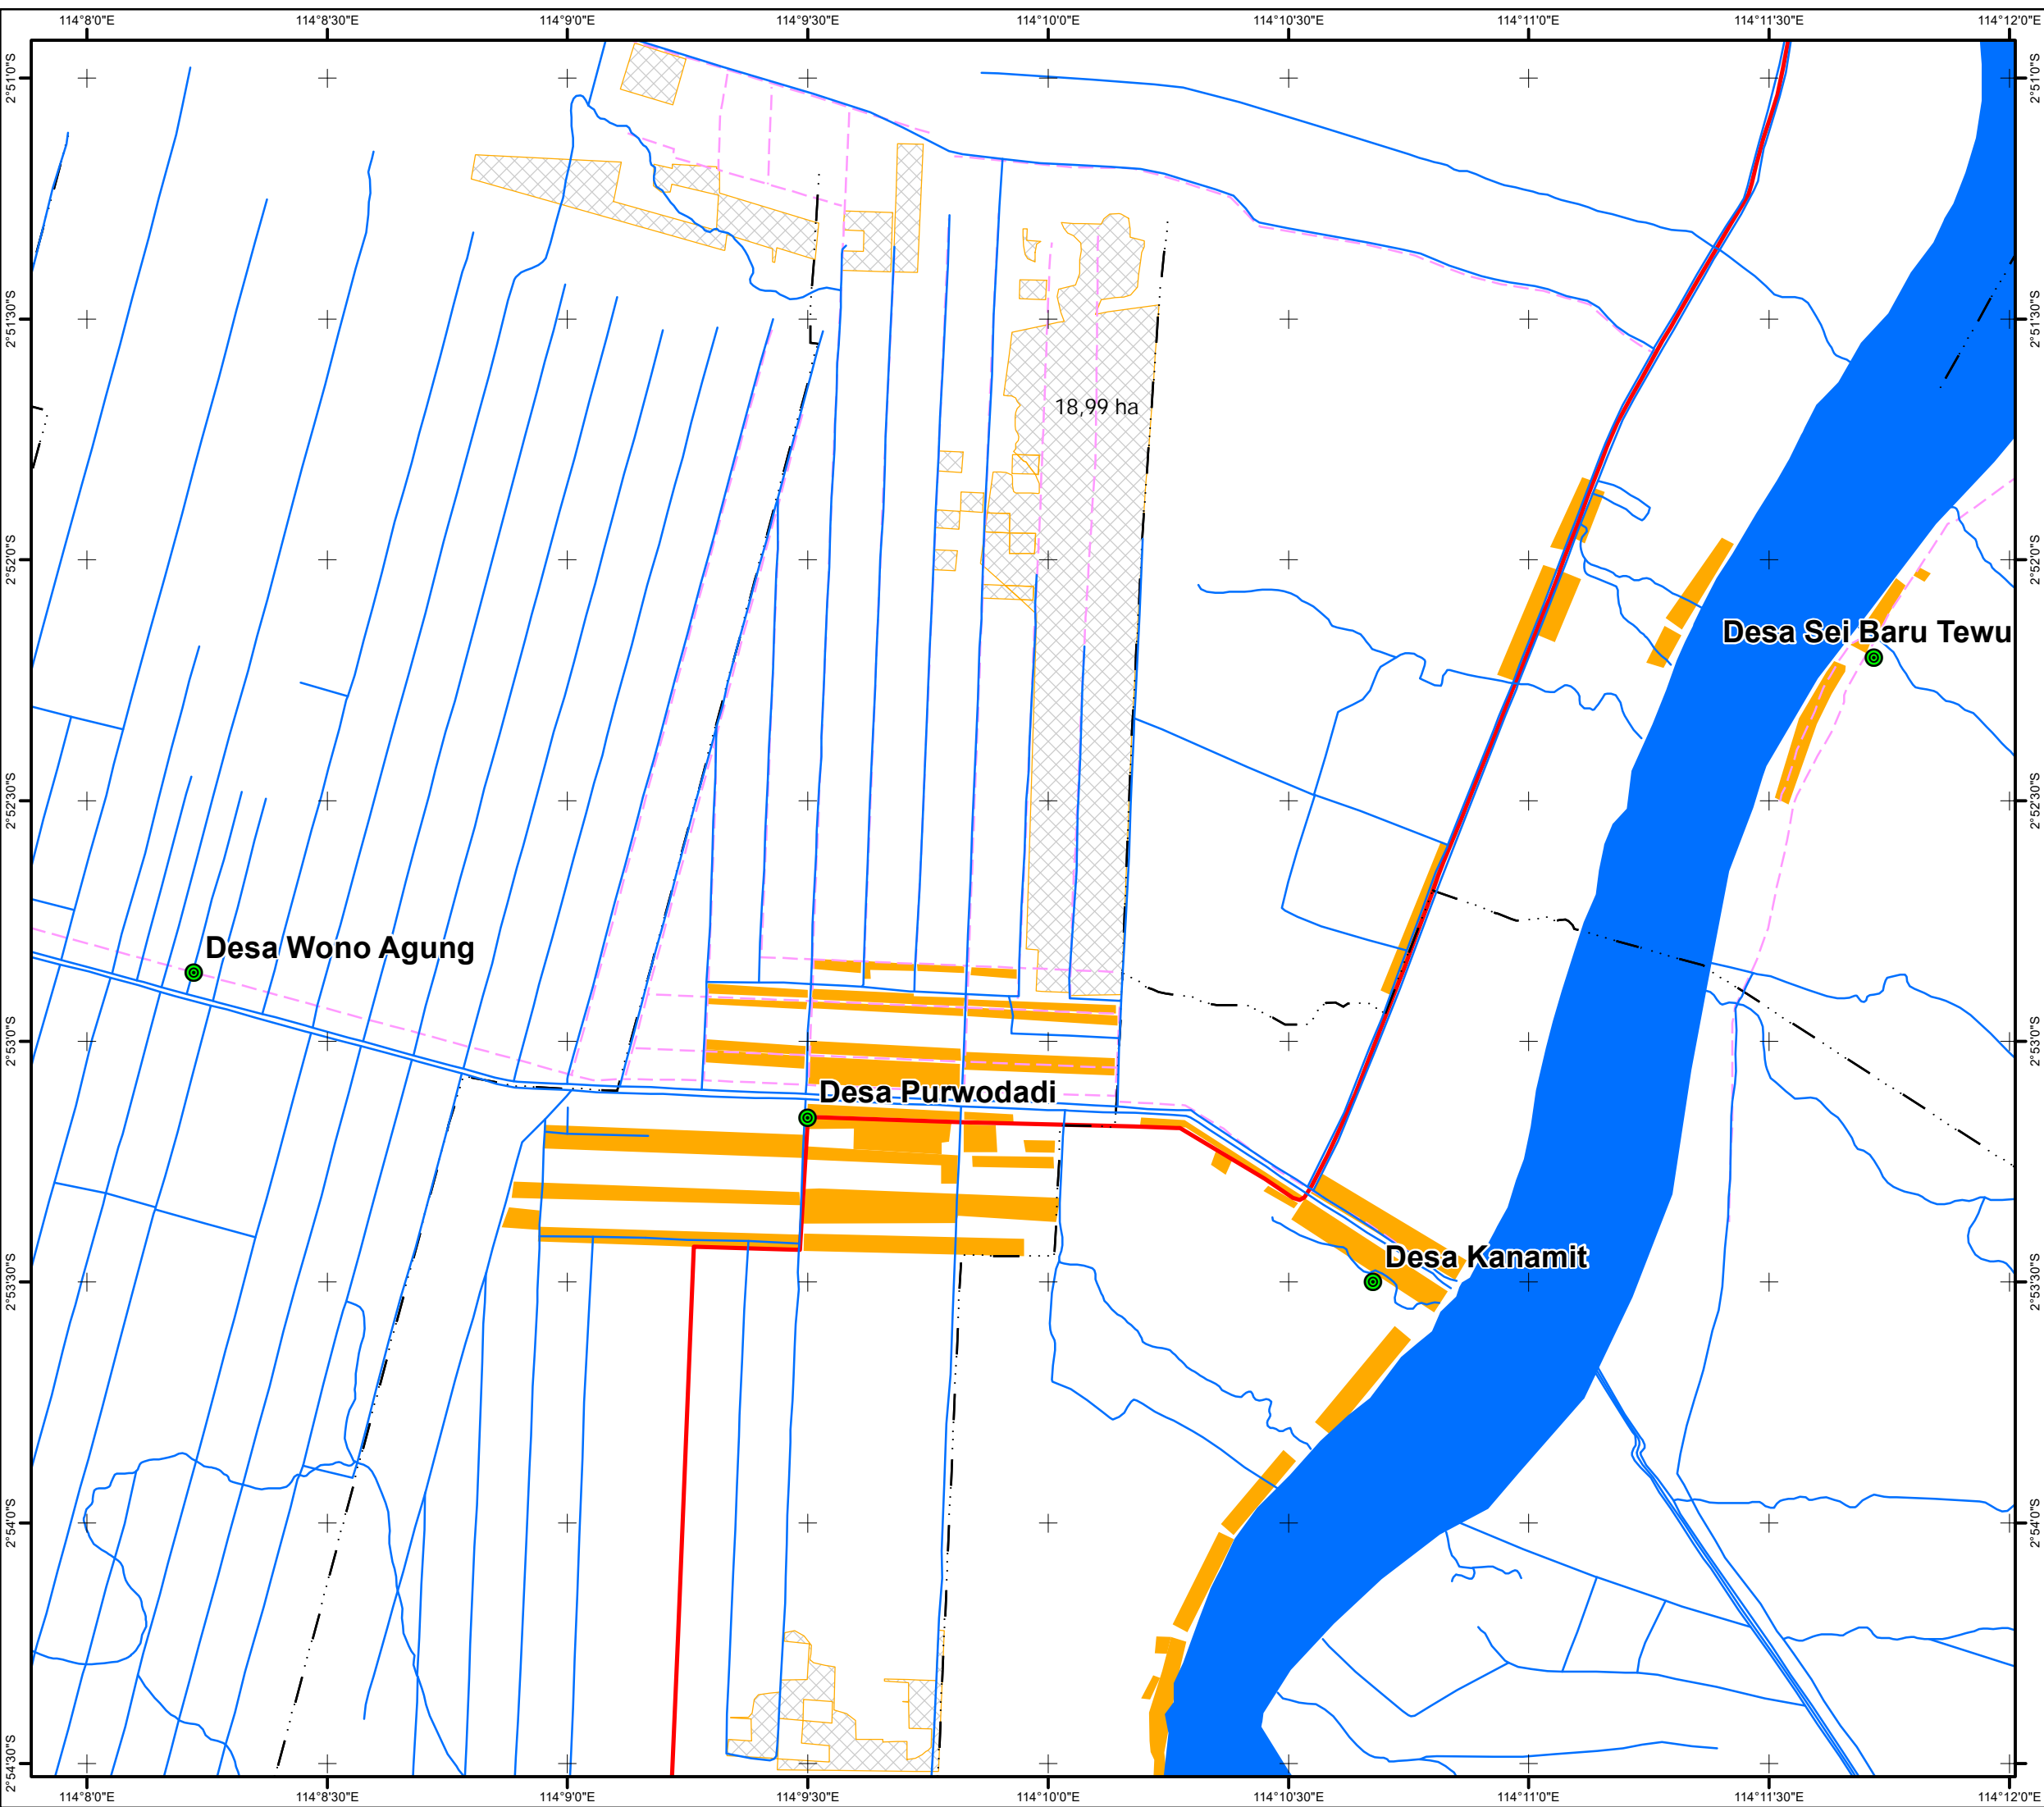 114°8'0"E 114°8'30"E 114°9'0"E 114°9'30"E 114°10'0"E 114°10'30"E 114°11'0"E 114°11'30"E 114°12'0"E
2°51'0"S 2°51'0"S
2°51'30"S 2°51'30"S
18,99 ha
2°52'0"S 2°52'0"S
Desa Sei Baru Tewu
2°52'30"S 2°52'30"S
Desa Wono Agung
2°53'0"S 2°53'0"S
Desa Purwodadi
Desa Kanamit
2°53'30"S 2°53'30"S
2°54'0"S 2°54'0"S
2°54'30"S 2°54'30"S
114°8'0"E 114°8'30"E 114°9'0"E 114°9'30"E 114°10'0"E 114°10'30"E 114°11'0"E 114°11'30"E 114°12'0"E